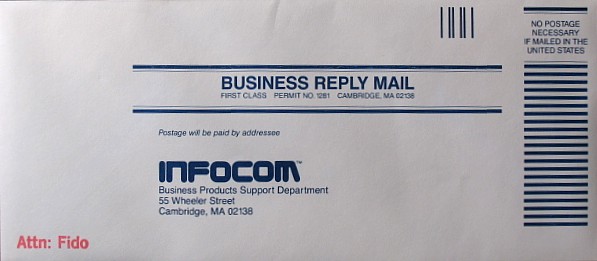 NO POSTAGE
NECESSARY
IF MAILED IN THE
UNITED STATES
BUSINESS REPLY MAIL
FIRST CLASS PERMIT NO. 1281 CAMBRIDGE, MA 02138
Postage will be paid by addressee
INFOCOM™
Business Products Support Department
55 Wheeler Street
Cambridge, MA 02138
Attn: Fido